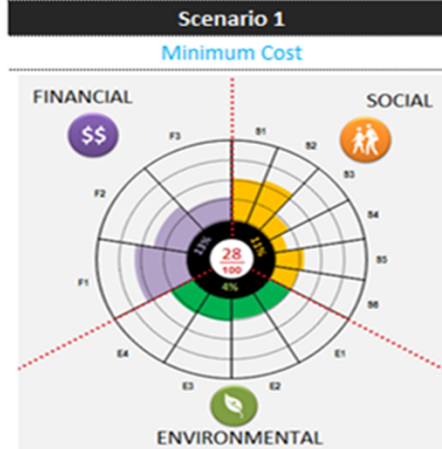 Scenario 1
Minimum Cost
FINANCIAL
SOCIAL
$$
F3
S1
S2
S3
F2
S4
13%
11%
28
100
S5
F1
4%
S6
E4
E1
E3
E2
ENVIRONMENTAL